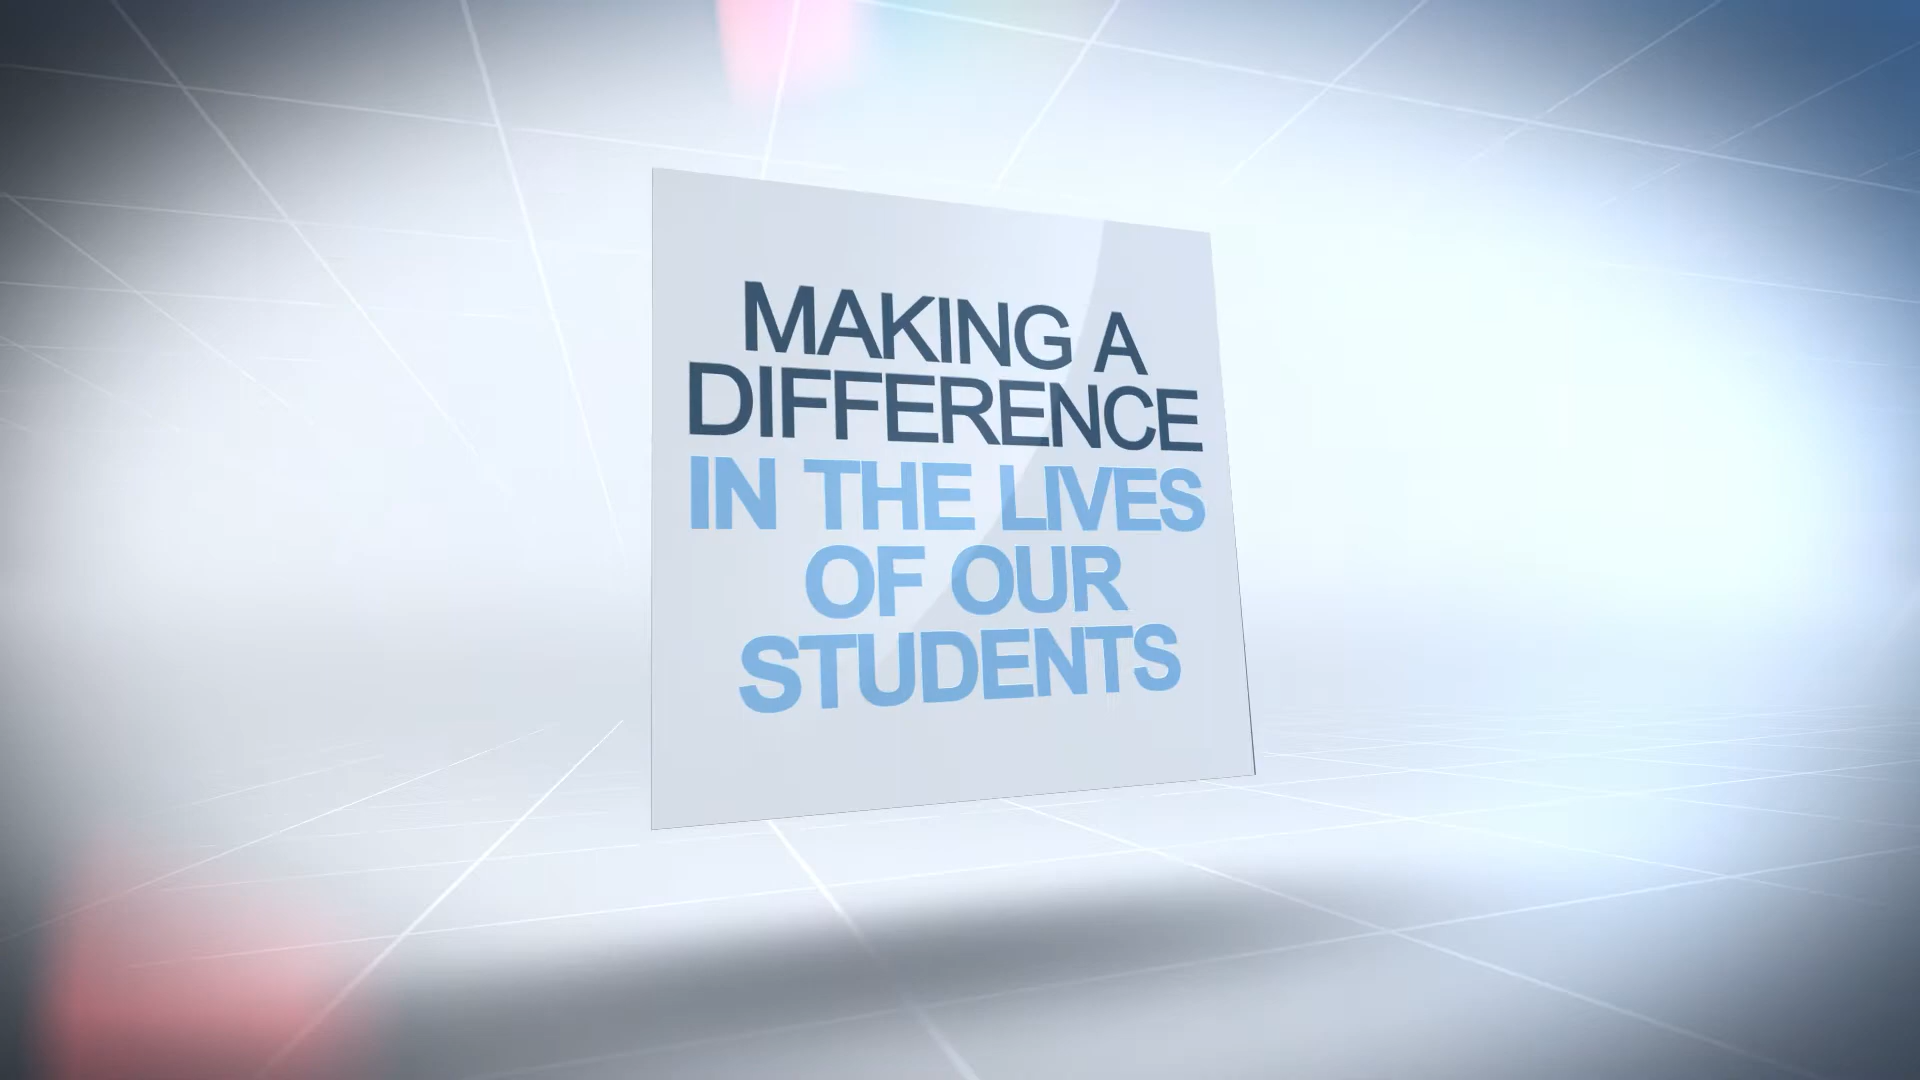 MAKING A
DIFFERENCE
IN THE LIVES
OF OUR
STUDENTS